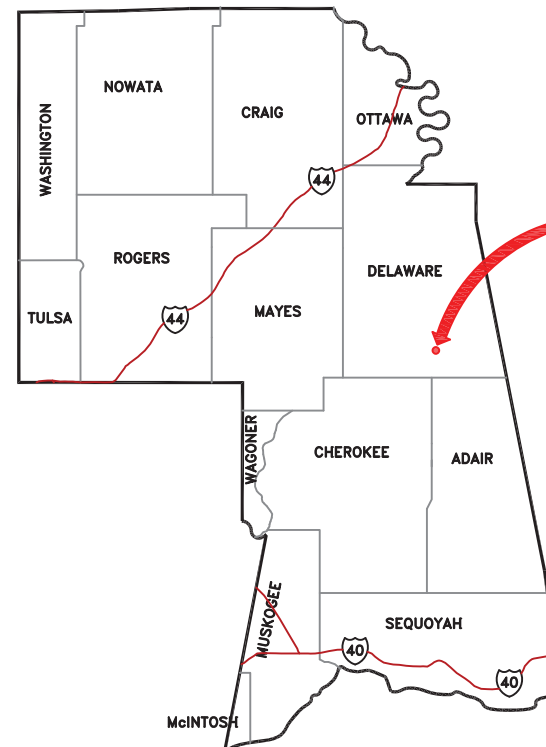 NOWATA
CRAIG
OTTAWA
WASHINGTON
44
ROGERS
DELAWARE
TULSA
44
MAYES
WAGONER
CHEROKEE
ADAIR
MUSKOGEE
SEQUOYAH
40
40
McINTOSH